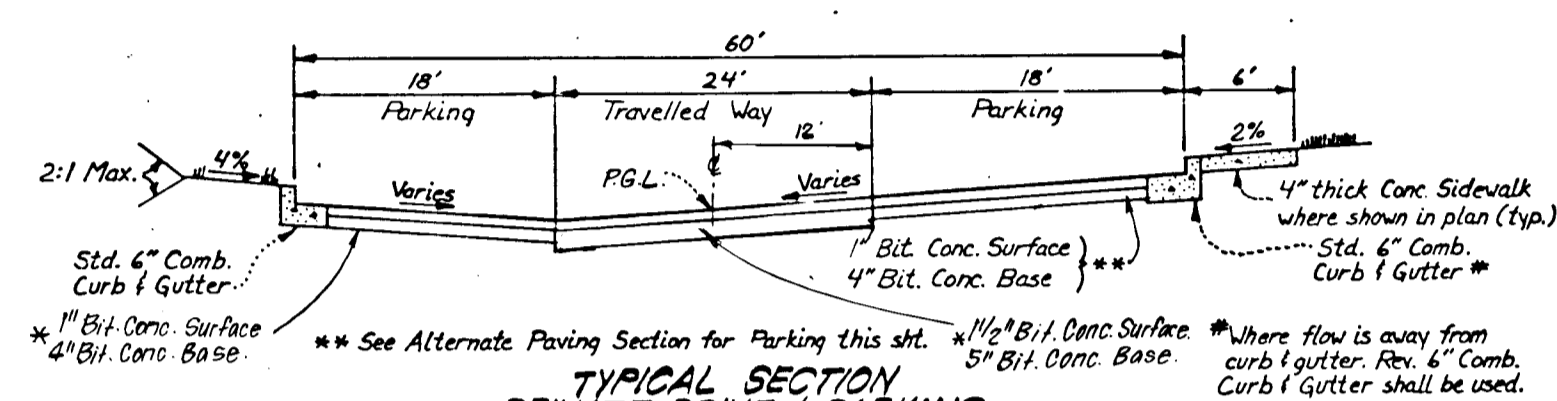 60'
18'
24'
18'
6'
Parking
Travelled Way
Parking
12'
2%
4%
2:1 Max.
℄
Varies
P.G.L.
Varies
4" thick Conc. Sidewalk
where shown in plan (typ.)
Std. 6" Comb.
Curb & Gutter
1" Bit. Conc. Surface
4" Bit. Conc. Base
**
Std. 6" Comb.
Curb & Gutter #
* 1" Bit. Conc. Surface
4" Bit. Conc. Base.
** See Alternate Paving Section for Parking this sht.
* 1 1/2" Bit. Conc. Surface.
5" Bit. Conc. Base.
# Where flow is away from
curb & gutter. Rev. 6" Comb.
Curb & Gutter shall be used.
TYPICAL SECTION